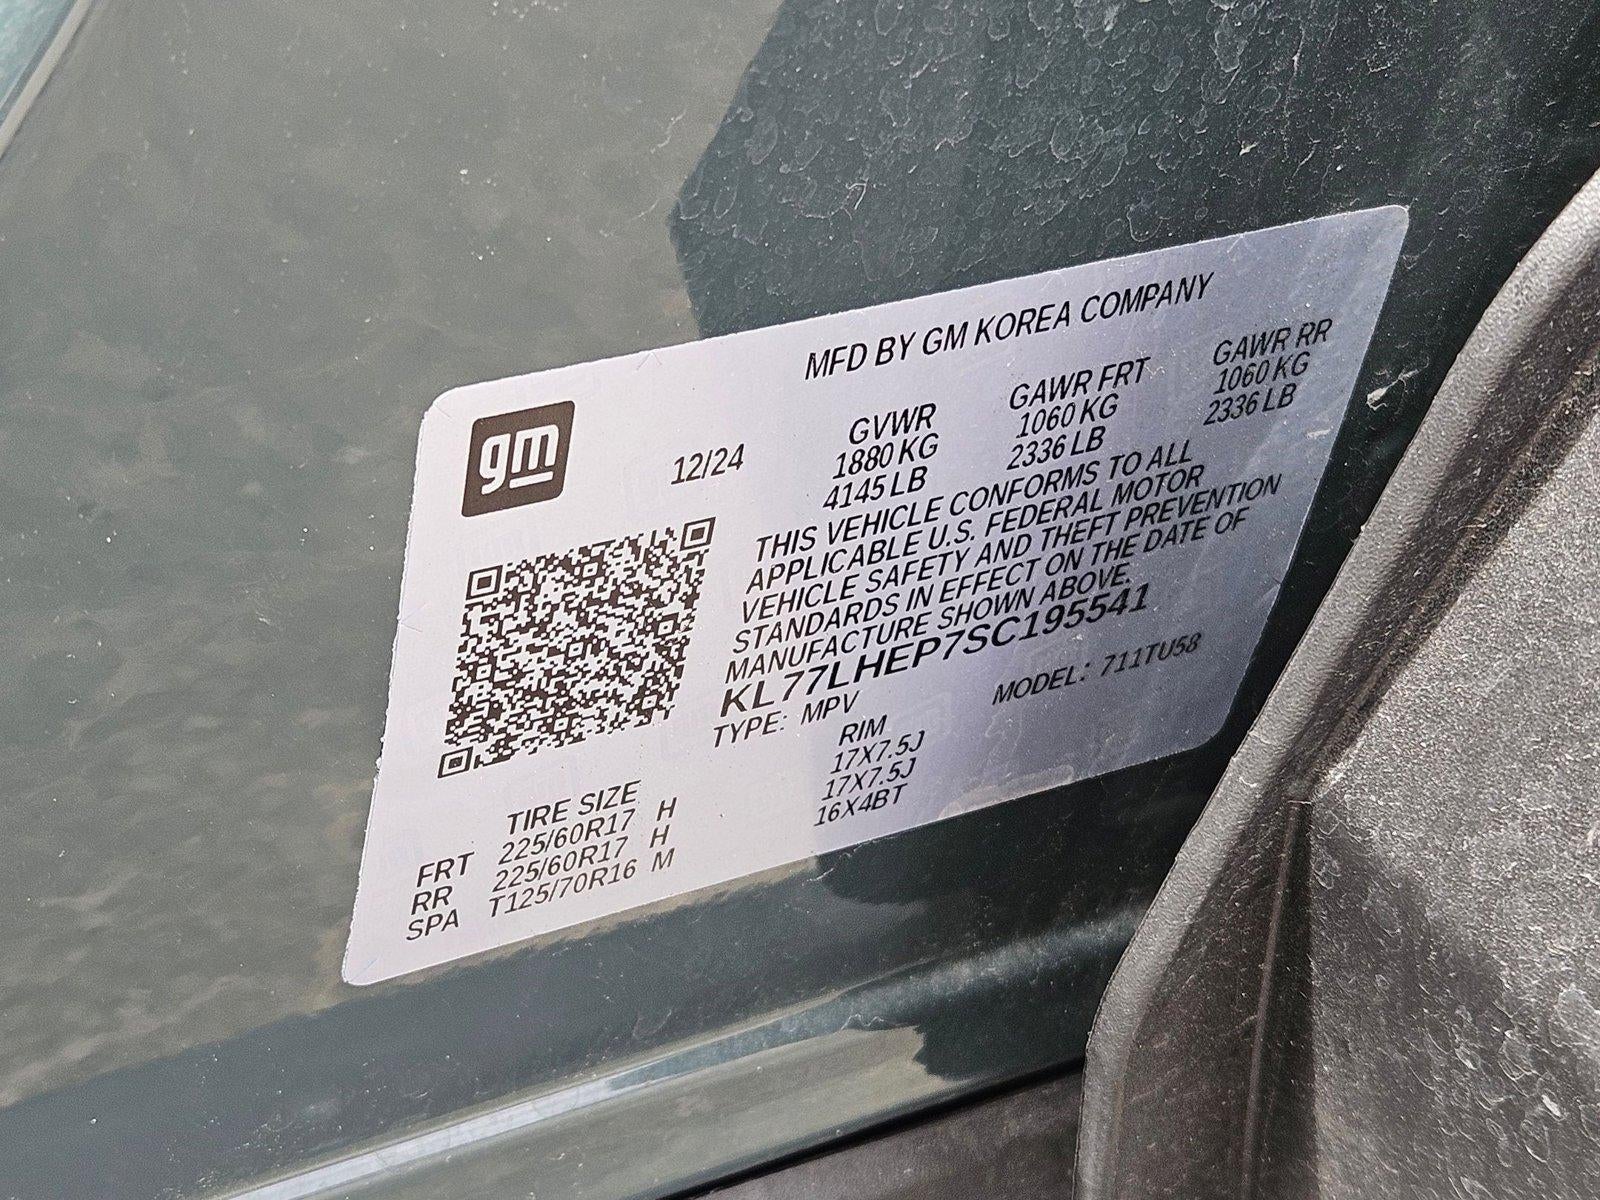 MFD BY GM KOREA COMPANY
gm
12/24
GVWR GAWR FRT GAWR RR
1880 KG 1060 KG 1060 KG
4145 LB 2336 LB 2336 LB
THIS VEHICLE CONFORMS TO ALL
APPLICABLE U.S. FEDERAL MOTOR
VEHICLE SAFETY AND THEFT PREVENTION
STANDARDS IN EFFECT ON THE DATE OF
MANUFACTURE SHOWN ABOVE.
KL77LHEP7SC195541
TYPE: MPV MODEL: 711TU58
TIRE SIZE RIM
FRT 225/60R17 H 17X7.5J
RR 225/60R17 H 17X7.5J
SPA T125/70R16 M 16X4BT